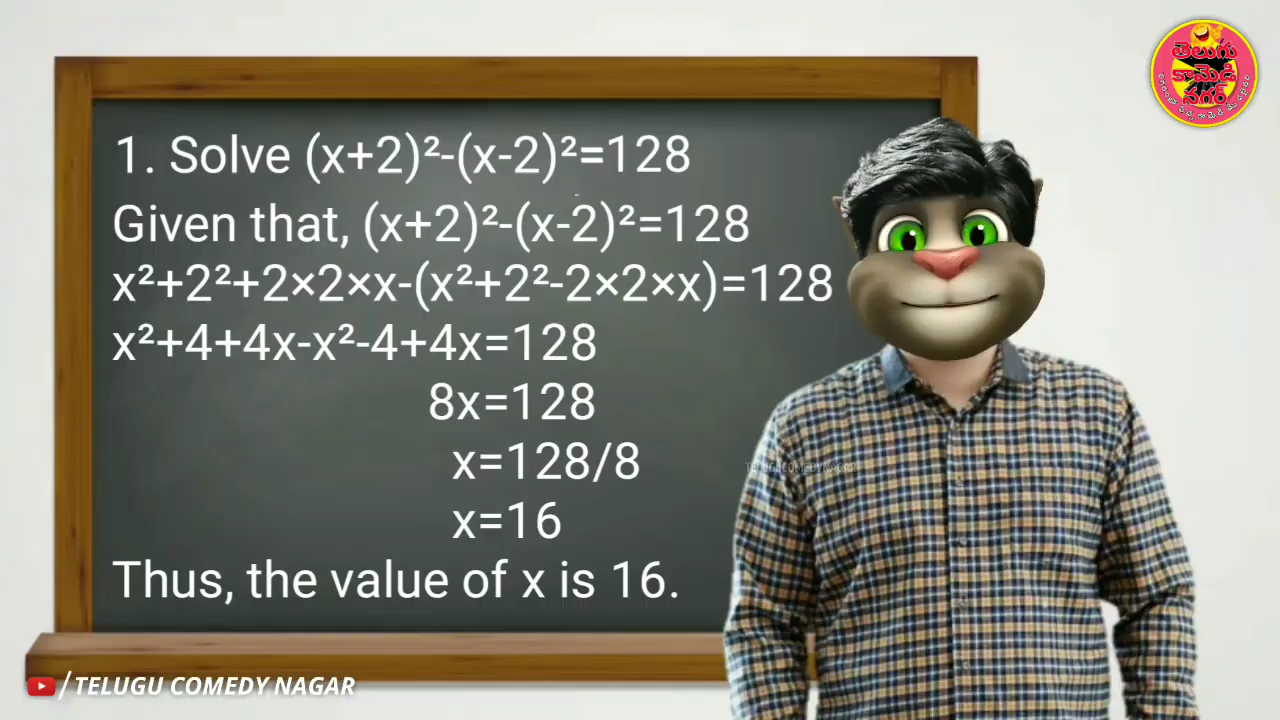 తెలుగు
కామెడి
నగర్
1. Solve (x+2)²-(x-2)²=128
Given that, (x+2)²-(x-2)²=128
x²+2²+2×2×x-(x²+2²-2×2×x)=128
x²+4+4x-x²-4+4x=128
8x=128
x=128/8
TELUGUCOMEDYNAGAR
x=16
Thus, the value of x is 16.
/TELUGU COMEDY NAGAR